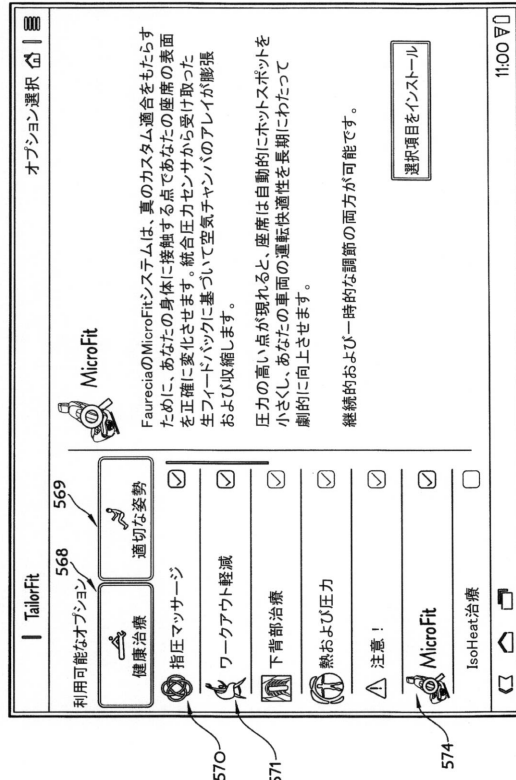 TailorFit
オプション選択
利用可能なオプション
568
569
健康治療
適切な姿勢
570
指圧マッサージ
571
ワークアウト軽減
下背部治療
熱および圧力
注意！
574
MicroFit
IsoHeat治療
MicroFit
FaureciaのMicroFitシステムは、真のカスタム適合をもたらす
ために、あなたの身体に接触する点であなたの座席の表面
を正確に変化させます。統合圧力センサから受け取った
生フィードバックに基づいて空気チャンバのアレイが膨張
および収縮します。
圧力の高い点が現れると、座席は自動的にホットスポットを
小さくし、あなたの車両の運転快適性を長期にわたって
劇的に向上させます。
継続的および一時的な調節の両方が可能です。
選択項目をインストール
11:00